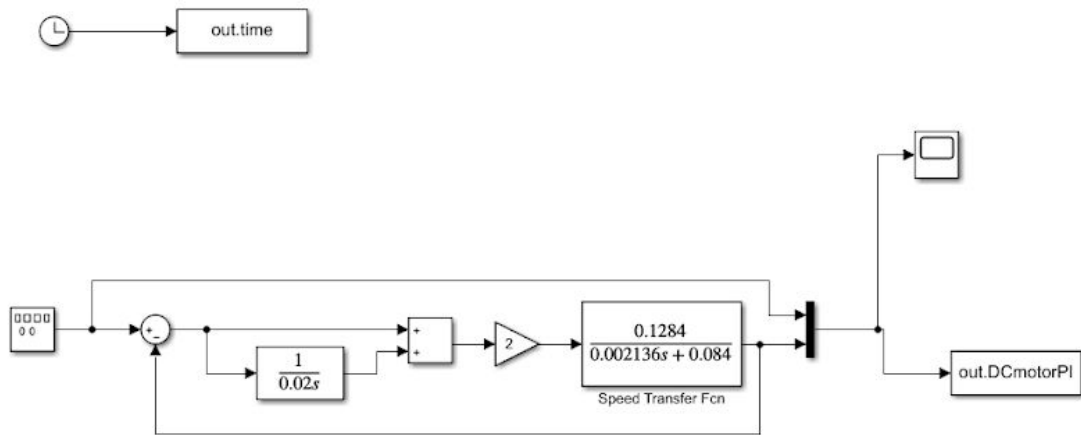 out.time
+
-
1
0.02s
+
+
2
0.1284
0.002136s + 0.084
Speed Transfer Fcn
out.DCmotorPI